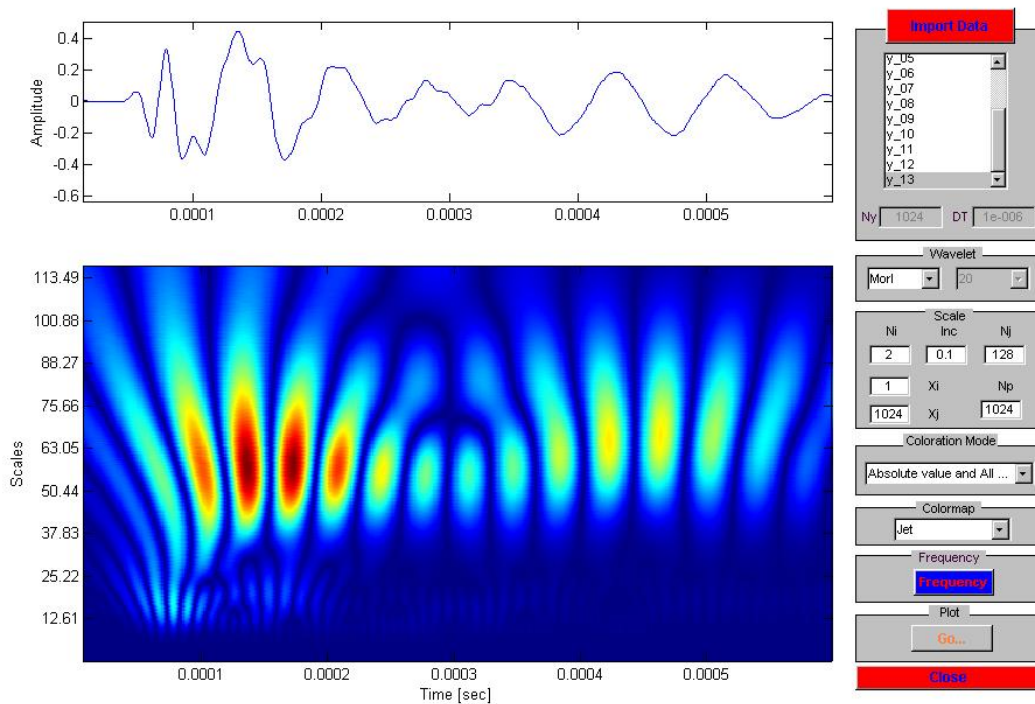 Import Data
0.4
0.2
0
-0.2
-0.4
-0.6
Amplitude
0.0001 0.0002 0.0003 0.0004 0.0005
y_05
y_06
y_07
y_08
y_09
y_10
y_11
y_12
y_13
Ny 1024 DT 1e-006
Wavelet
Morl 20
Scale
Ni Inc Nj
2 0.1 128
1 Xi Np
1024 Xj 1024
Coloration Mode
Absolute value and All ...
Colormap
Jet
Frequency
Frequency
Plot
Go...
Close
113.49
100.88
88.27
75.66
63.05
50.44
37.83
25.22
12.61
Scales
0.0001 0.0002 0.0003 0.0004 0.0005
Time [sec]